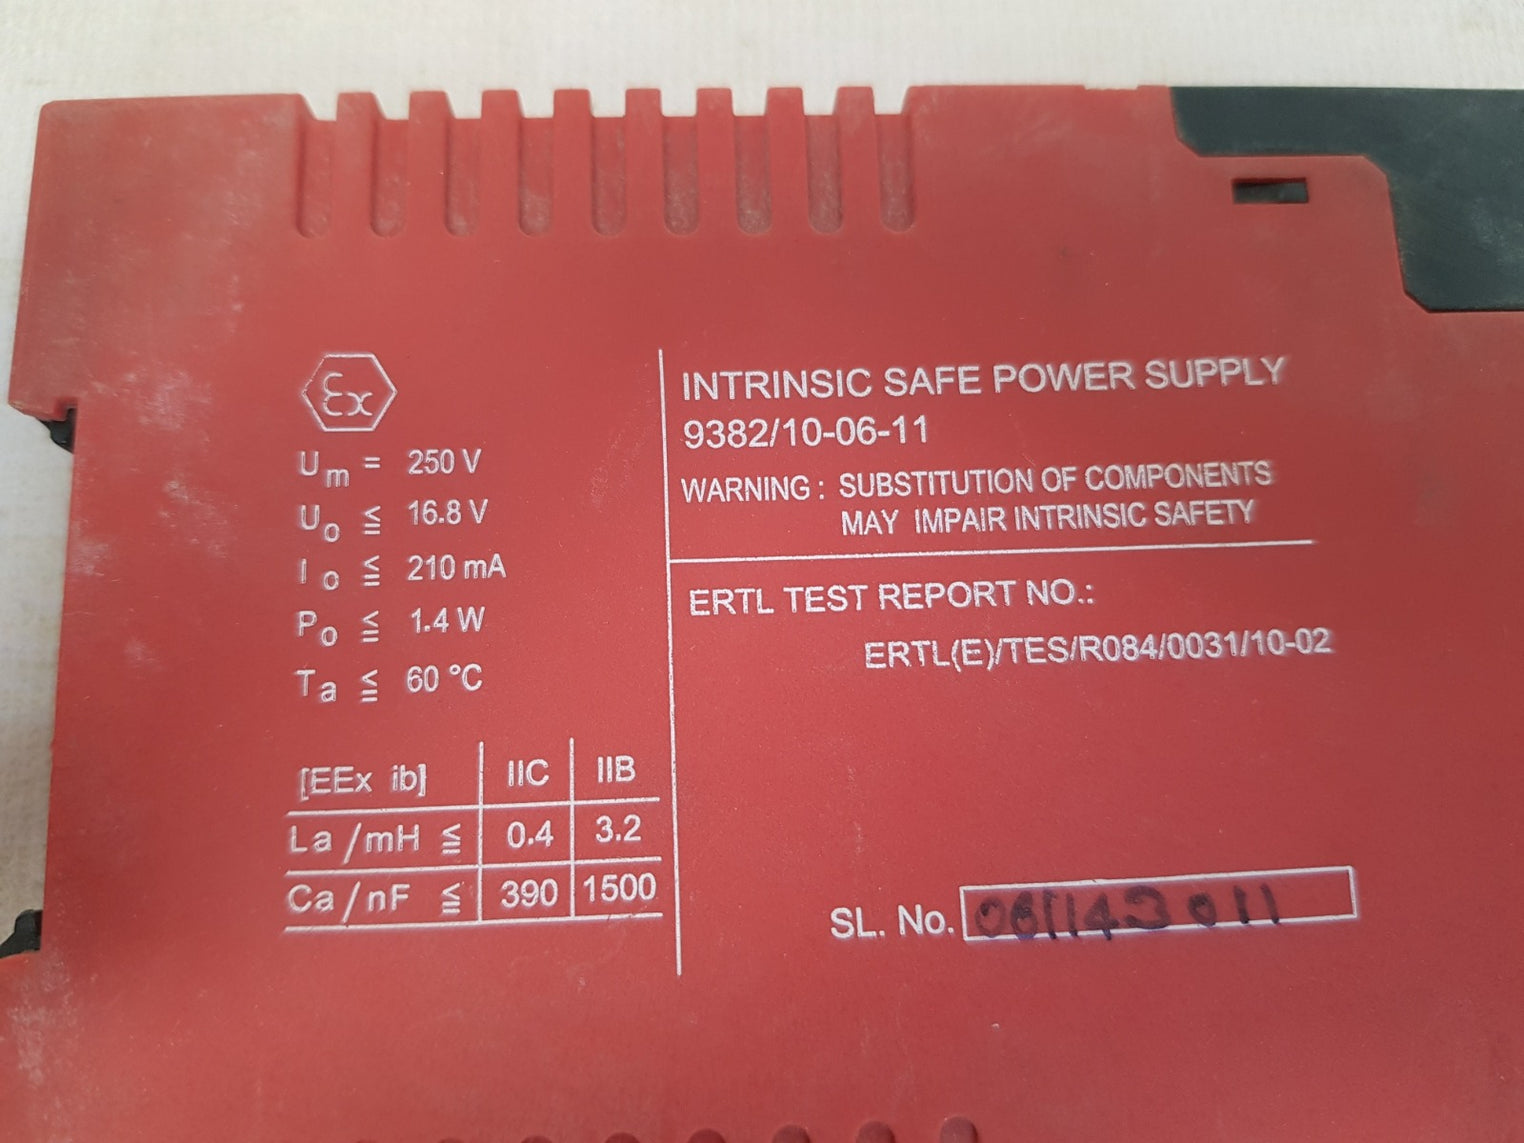 Ex
Um = 250 V
Uo ≦ 16.8 V
Io ≦ 210 mA
Po ≦ 1.4 W
Ta ≦ 60 °C
[EEx ib] IIC IIB
La/mH ≦ 0.4 3.2
Ca/nF ≦ 390 1500
INTRINSIC SAFE POWER SUPPLY
9382/10-06-11
WARNING : SUBSTITUTION OF COMPONENTS
MAY IMPAIR INTRINSIC SAFETY
ERTL TEST REPORT NO.:
ERTL(E)/TES/R084/0031/10-02
SL. No.